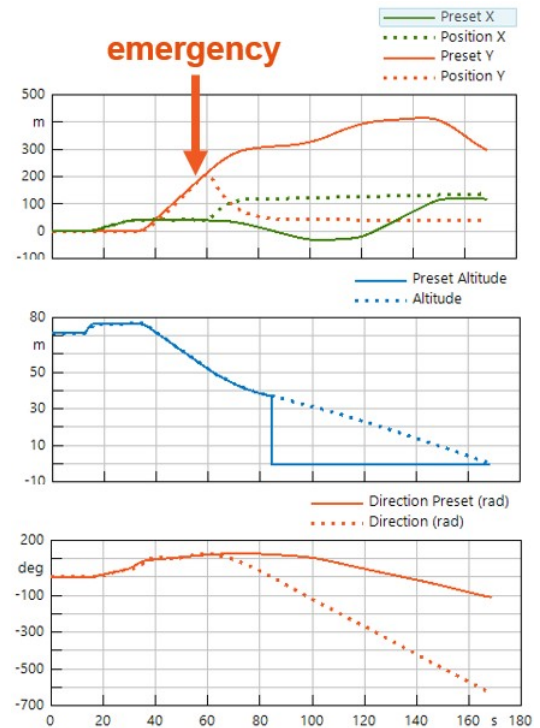 Preset X
Position X
Preset Y
Position Y
emergency
500
m
300
200
100
0
-100
Preset Altitude
Altitude
80
m
50
30
10
-10
Direction Preset (rad)
Direction (rad)
200
deg
-100
-300
-500
-700
0 20 40 60 80 100 120 140 160 s 180